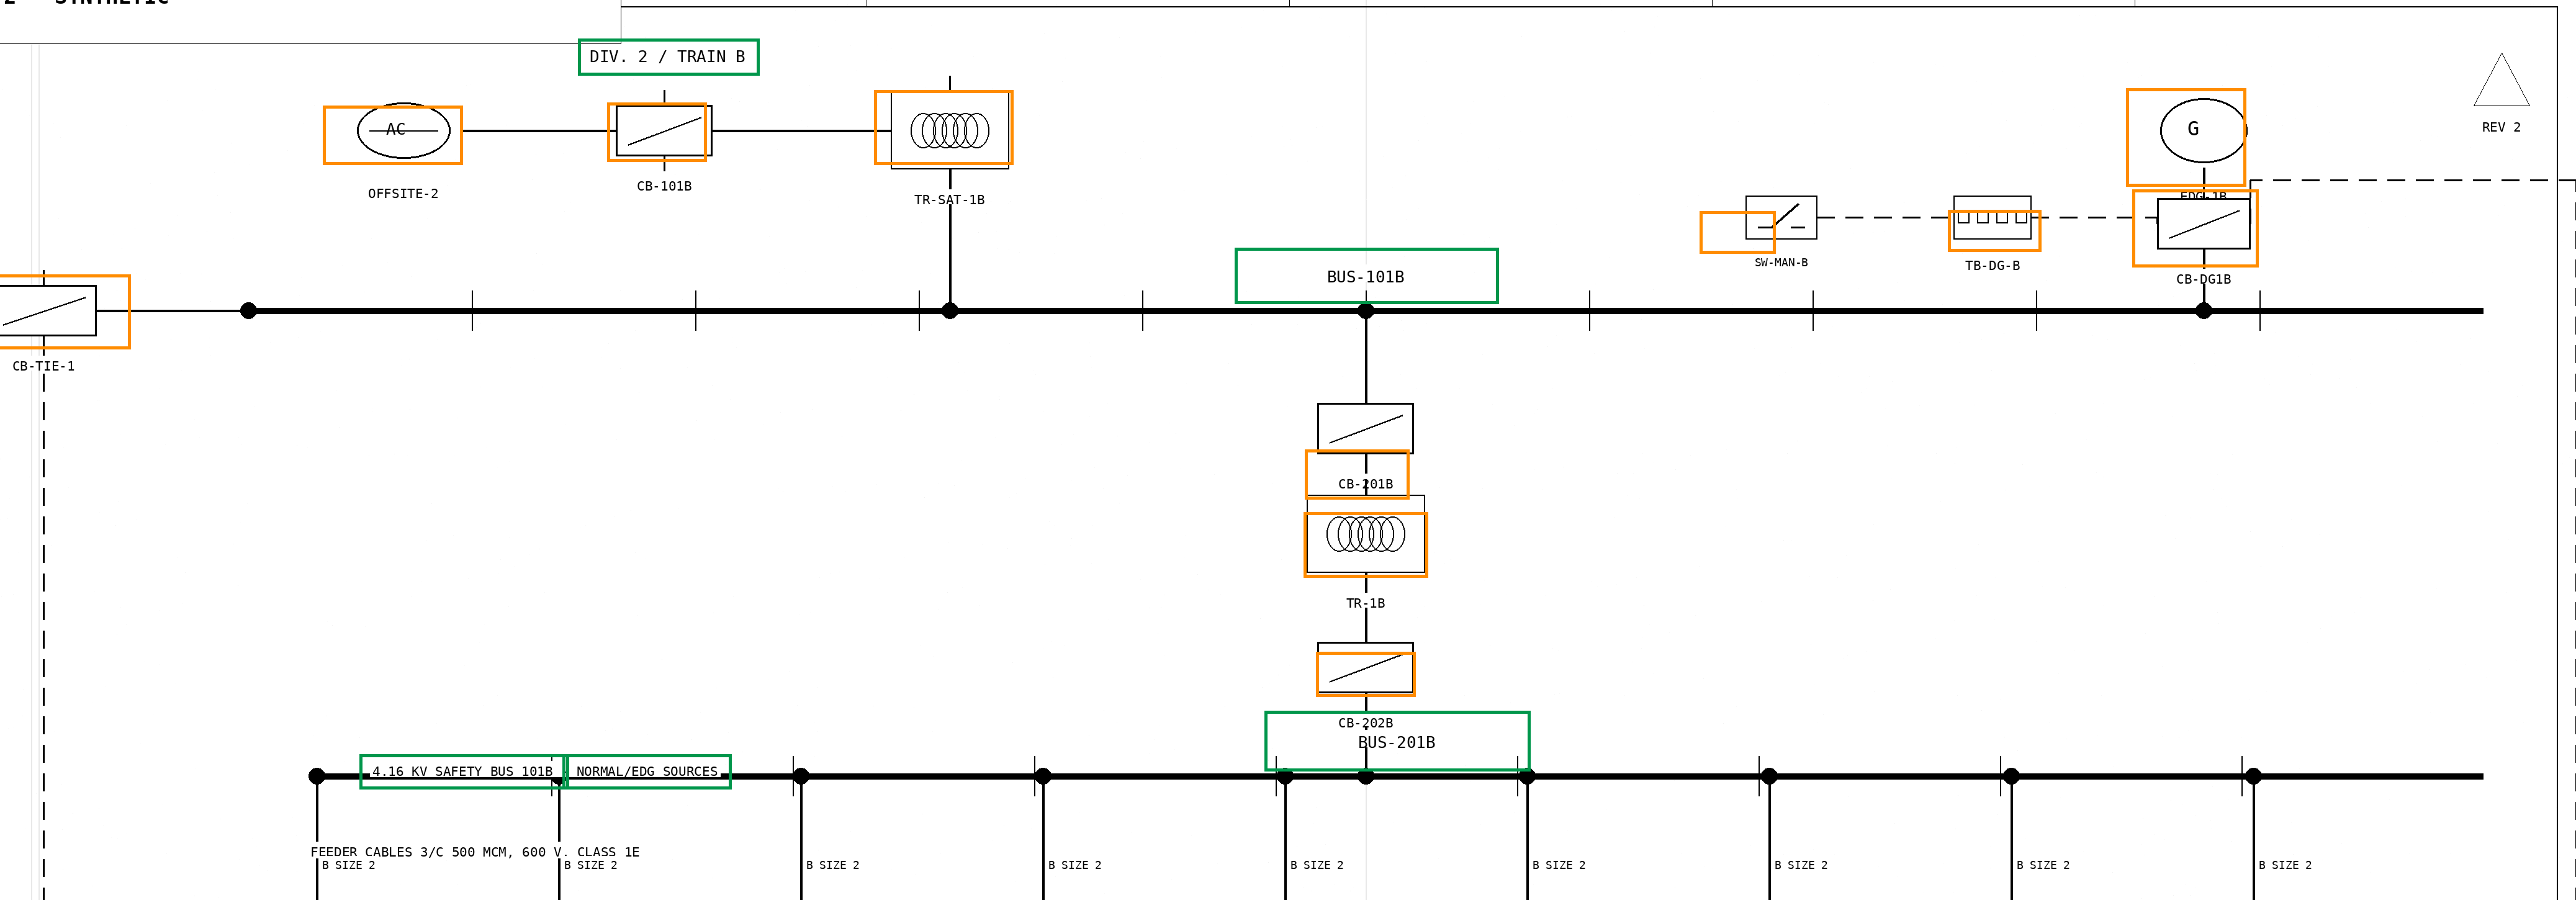 DIV. 2 / TRAIN B
AC
G
REV 2
OFFSITE-2
CB-101B
TR-SAT-1B
EDG-1B
SW-MAN-B
TB-DG-B
CB-DG1B
BUS-101B
CB-TIE-1
CB-201B
TR-1B
CB-202B
BUS-201B
4.16 KV SAFETY BUS 101B NORMAL/EDG SOURCES
FEEDER CABLES 3/C 500 MCM, 600 V. CLASS 1E
B SIZE 2
B SIZE 2
B SIZE 2
B SIZE 2
B SIZE 2
B SIZE 2
B SIZE 2
B SIZE 2
B SIZE 2